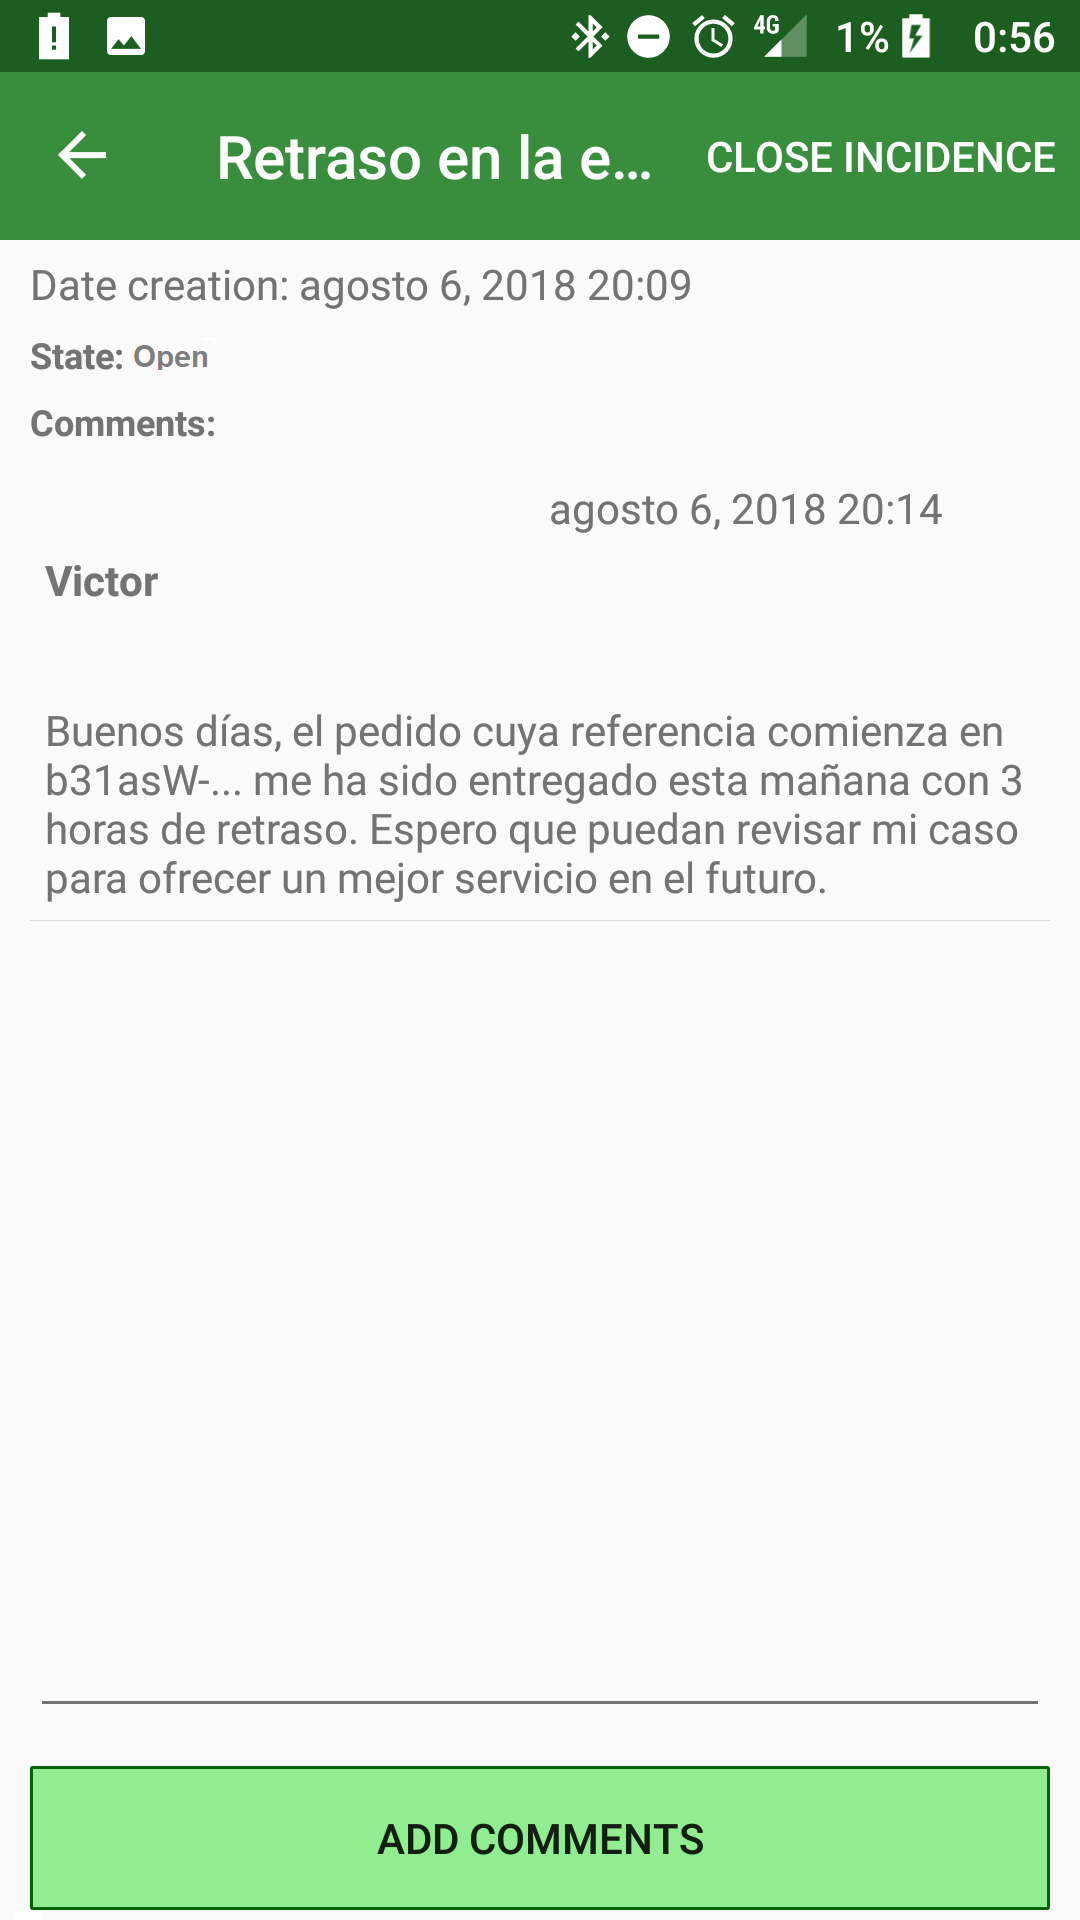 4G 1% 0:56
Retraso en la e... CLOSE INCIDENCE
Date creation: agosto 6, 2018 20:09
State: Open
Comments:
agosto 6, 2018 20:14
Victor
Buenos días, el pedido cuya referencia comienza en
b31asW-... me ha sido entregado esta mañana con 3
horas de retraso. Espero que puedan revisar mi caso
para ofrecer un mejor servicio en el futuro.
ADD COMMENTS